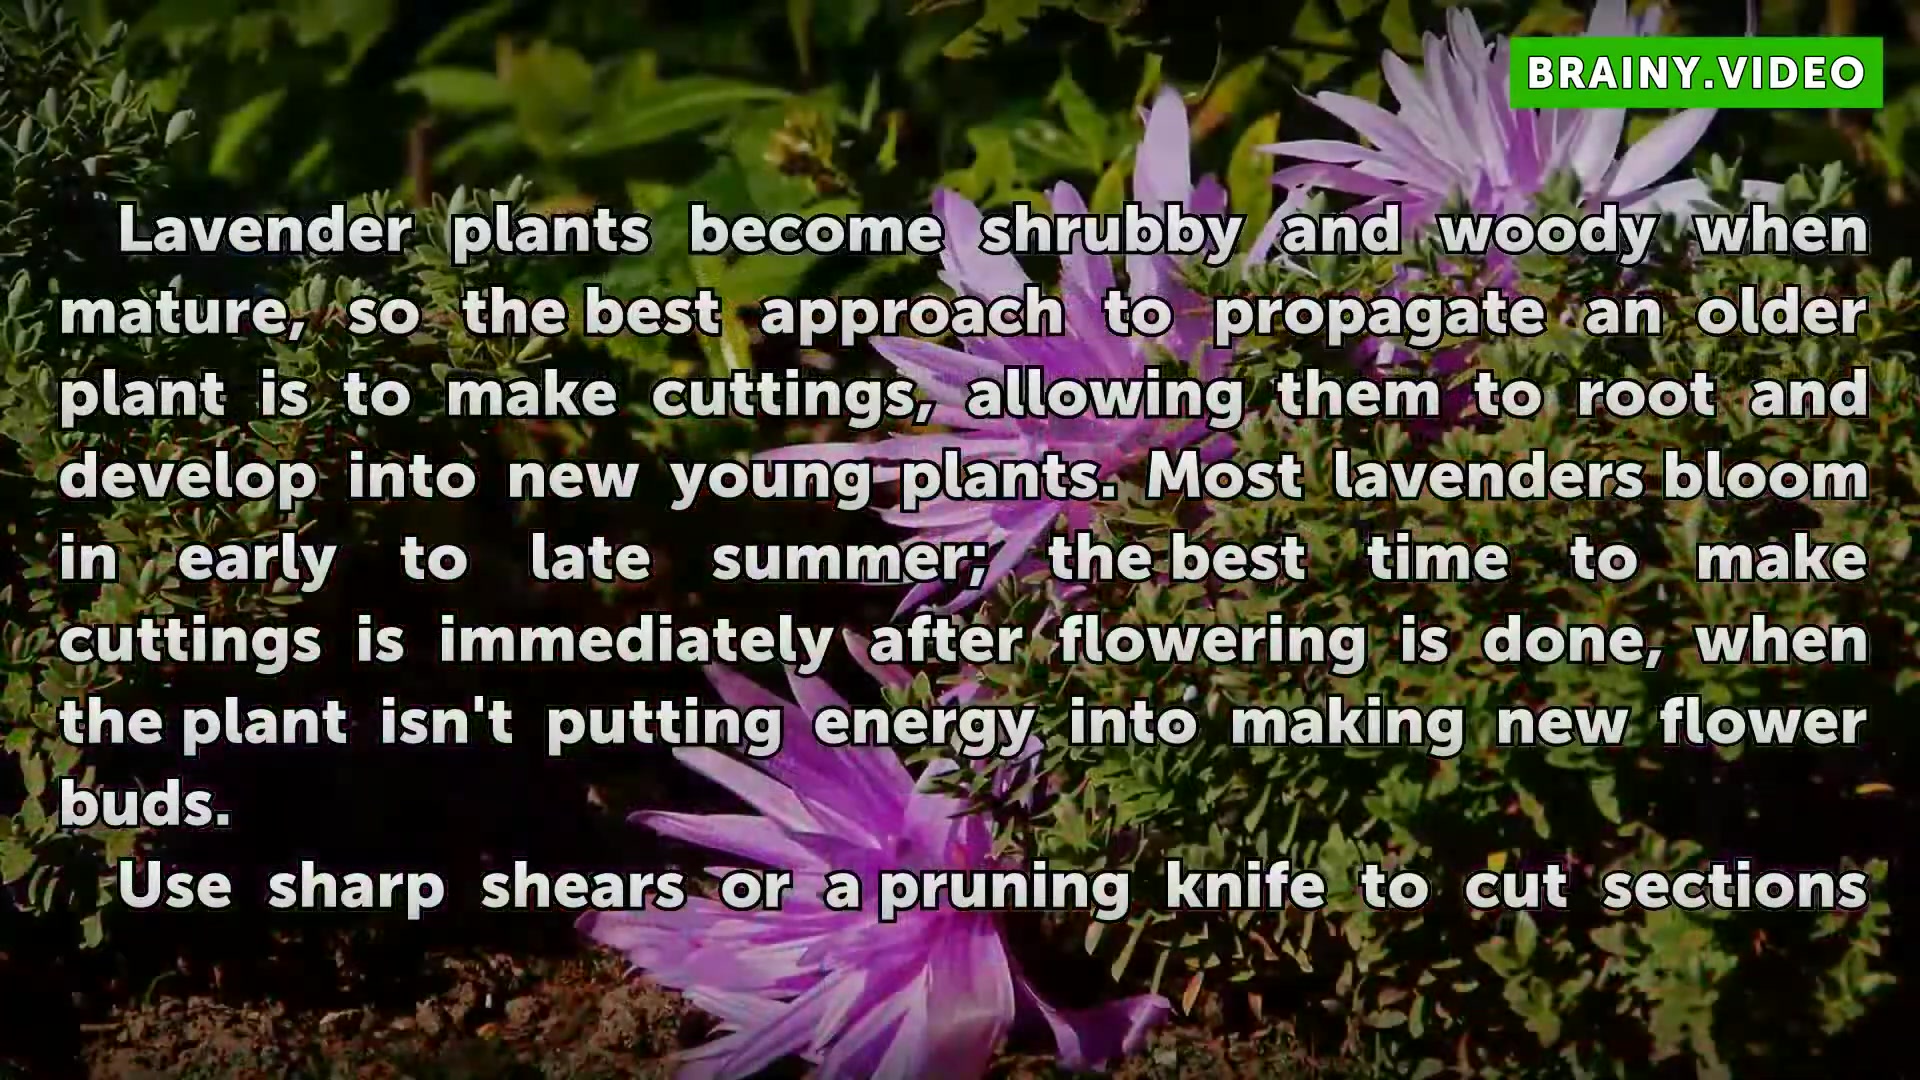 BRAINY.VIDEO
Lavender plants become shrubby and woody when
mature, so the best approach to propagate an older
plant is to make cuttings, allowing them to root and
develop into new young plants. Most lavenders bloom
in early to late summer; the best time to make
cuttings is immediately after flowering is done, when
the plant isn't putting energy into making new flower
buds.
Use sharp shears or a pruning knife to cut sections